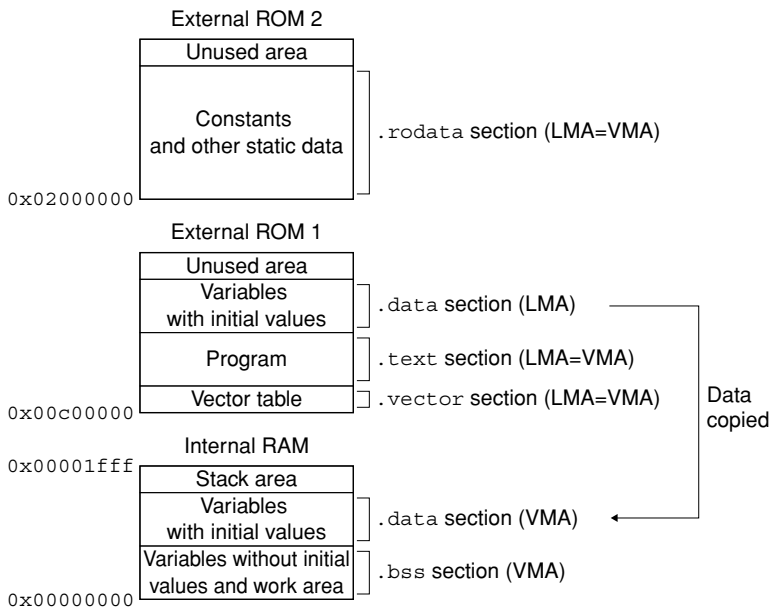 External ROM 2
Unused area
Constants
and other static data
.rodata section (LMA=VMA)
0x02000000
External ROM 1
Unused area
Variables
with initial values
.data section (LMA)
Program
.text section (LMA=VMA)
Vector table
.vector section (LMA=VMA)
0x00c00000
Data
copied
Internal RAM
0x00001fff
Stack area
Variables
with initial values
.data section (VMA)
Variables without initial
values and work area
.bss section (VMA)
0x00000000